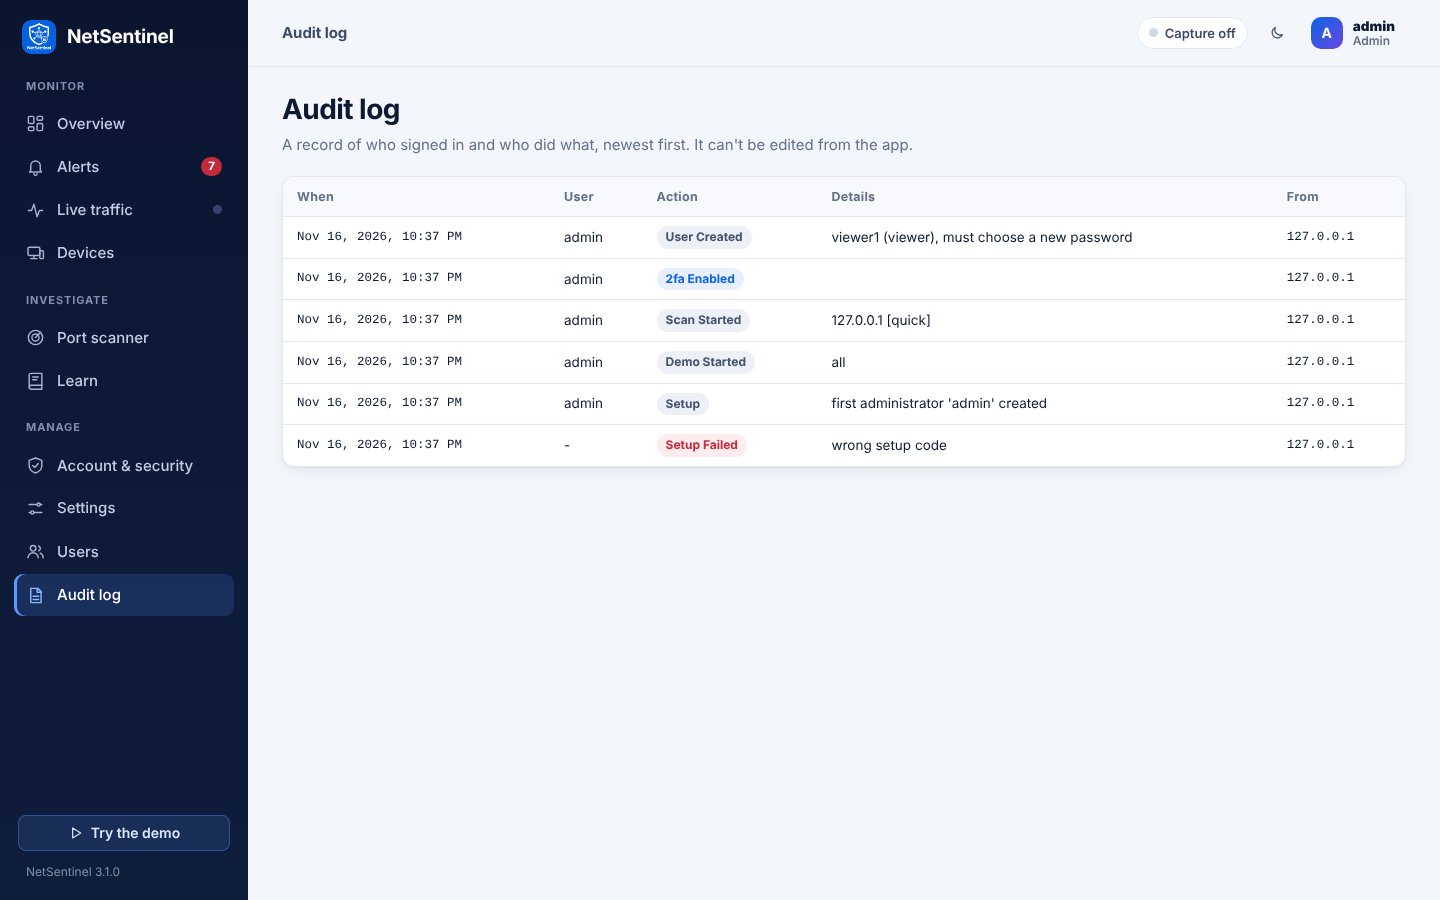 NetSentinel
NetSentinel
MONITOR
Overview
Alerts 7
Live traffic
Devices
INVESTIGATE
Port scanner
Learn
MANAGE
Account & security
Settings
Users
Audit log
Try the demo
NetSentinel 3.1.0
Audit log
Capture off
A
admin
Admin
Audit log
A record of who signed in and who did what, newest first. It can't be edited from the app.
When User Action Details From
Nov 16, 2026, 10:37 PM admin User Created viewer1 (viewer), must choose a new password 127.0.0.1
Nov 16, 2026, 10:37 PM admin 2fa Enabled 127.0.0.1
Nov 16, 2026, 10:37 PM admin Scan Started 127.0.0.1 [quick] 127.0.0.1
Nov 16, 2026, 10:37 PM admin Demo Started all 127.0.0.1
Nov 16, 2026, 10:37 PM admin Setup first administrator 'admin' created 127.0.0.1
Nov 16, 2026, 10:37 PM - Setup Failed wrong setup code 127.0.0.1